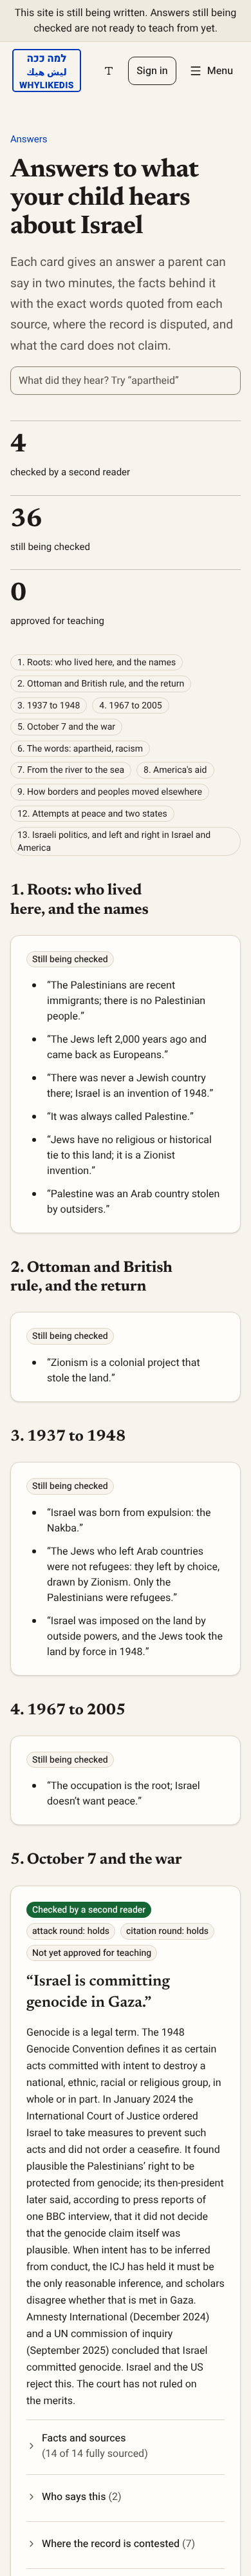 This site is still being written. Answers still being
checked are not ready to teach from yet.
למה ככה
ليش هيك
WHYLIKEDIS
T
Sign in
Menu
Answers
Answers to what
your child hears
about Israel
Each card gives an answer a parent can
say in two minutes, the facts behind it
with the exact words quoted from each
source, where the record is disputed, and
what the card does not claim.
What did they hear? Try “apartheid”
4
checked by a second reader
36
still being checked
0
approved for teaching
1. Roots: who lived here, and the names
2. Ottoman and British rule, and the return
3. 1937 to 1948
4. 1967 to 2005
5. October 7 and the war
6. The words: apartheid, racism
7. From the river to the sea
8. America's aid
9. How borders and peoples moved elsewhere
12. Attempts at peace and two states
13. Israeli politics, and left and right in Israel and
America
1. Roots: who lived
here, and the names
Still being checked
“The Palestinians are recent
immigrants; there is no Palestinian
people.”
“The Jews left 2,000 years ago and
came back as Europeans.”
“There was never a Jewish country
there; Israel is an invention of 1948.”
“It was always called Palestine.”
“Jews have no religious or historical
tie to this land; it is a Zionist
invention.”
“Palestine was an Arab country stolen
by outsiders.”
2. Ottoman and British
rule, and the return
Still being checked
“Zionism is a colonial project that
stole the land.”
3. 1937 to 1948
Still being checked
“Israel was born from expulsion: the
Nakba.”
“The Jews who left Arab countries
were not refugees: they left by choice,
drawn by Zionism. Only the
Palestinians were refugees.”
“Israel was imposed on the land by
outside powers, and the Jews took the
land by force in 1948.”
4. 1967 to 2005
Still being checked
“The occupation is the root; Israel
doesn’t want peace.”
5. October 7 and the war
Checked by a second reader
attack round: holds
citation round: holds
Not yet approved for teaching
“Israel is committing
genocide in Gaza.”
Genocide is a legal term. The 1948
Genocide Convention defines it as certain
acts committed with intent to destroy a
national, ethnic, racial or religious group, in
whole or in part. In January 2024 the
International Court of Justice ordered
Israel to take measures to prevent such
acts and did not order a ceasefire. It found
plausible the Palestinians’ right to be
protected from genocide; its then-president
later said, according to press reports of
one BBC interview, that it did not decide
that the genocide claim itself was
plausible. When intent has to be inferred
from conduct, the ICJ has held it must be
the only reasonable inference, and scholars
disagree whether that is met in Gaza.
Amnesty International (December 2024)
and a UN commission of inquiry
(September 2025) concluded that Israel
committed genocide. Israel and the US
reject this. The court has not ruled on
the merits.
Facts and sources
(14 of 14 fully sourced)
Who says this (2)
Where the record is contested (7)